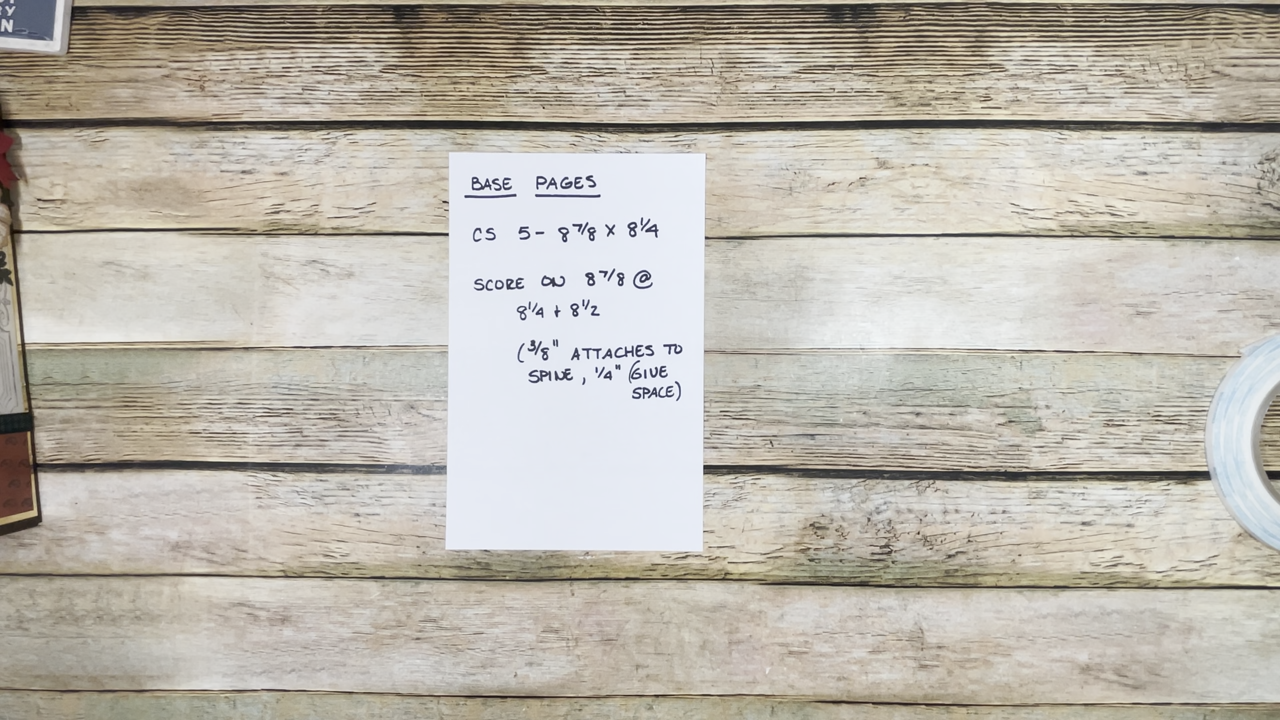 RY
N
BASE PAGES
CS 5- 8 7/8 X 8 1/4
SCORE ON 8 7/8 @
8 1/4 + 8 1/2
(3/8" ATTACHES TO
SPINE, 1/4" (GIVE
SPACE)